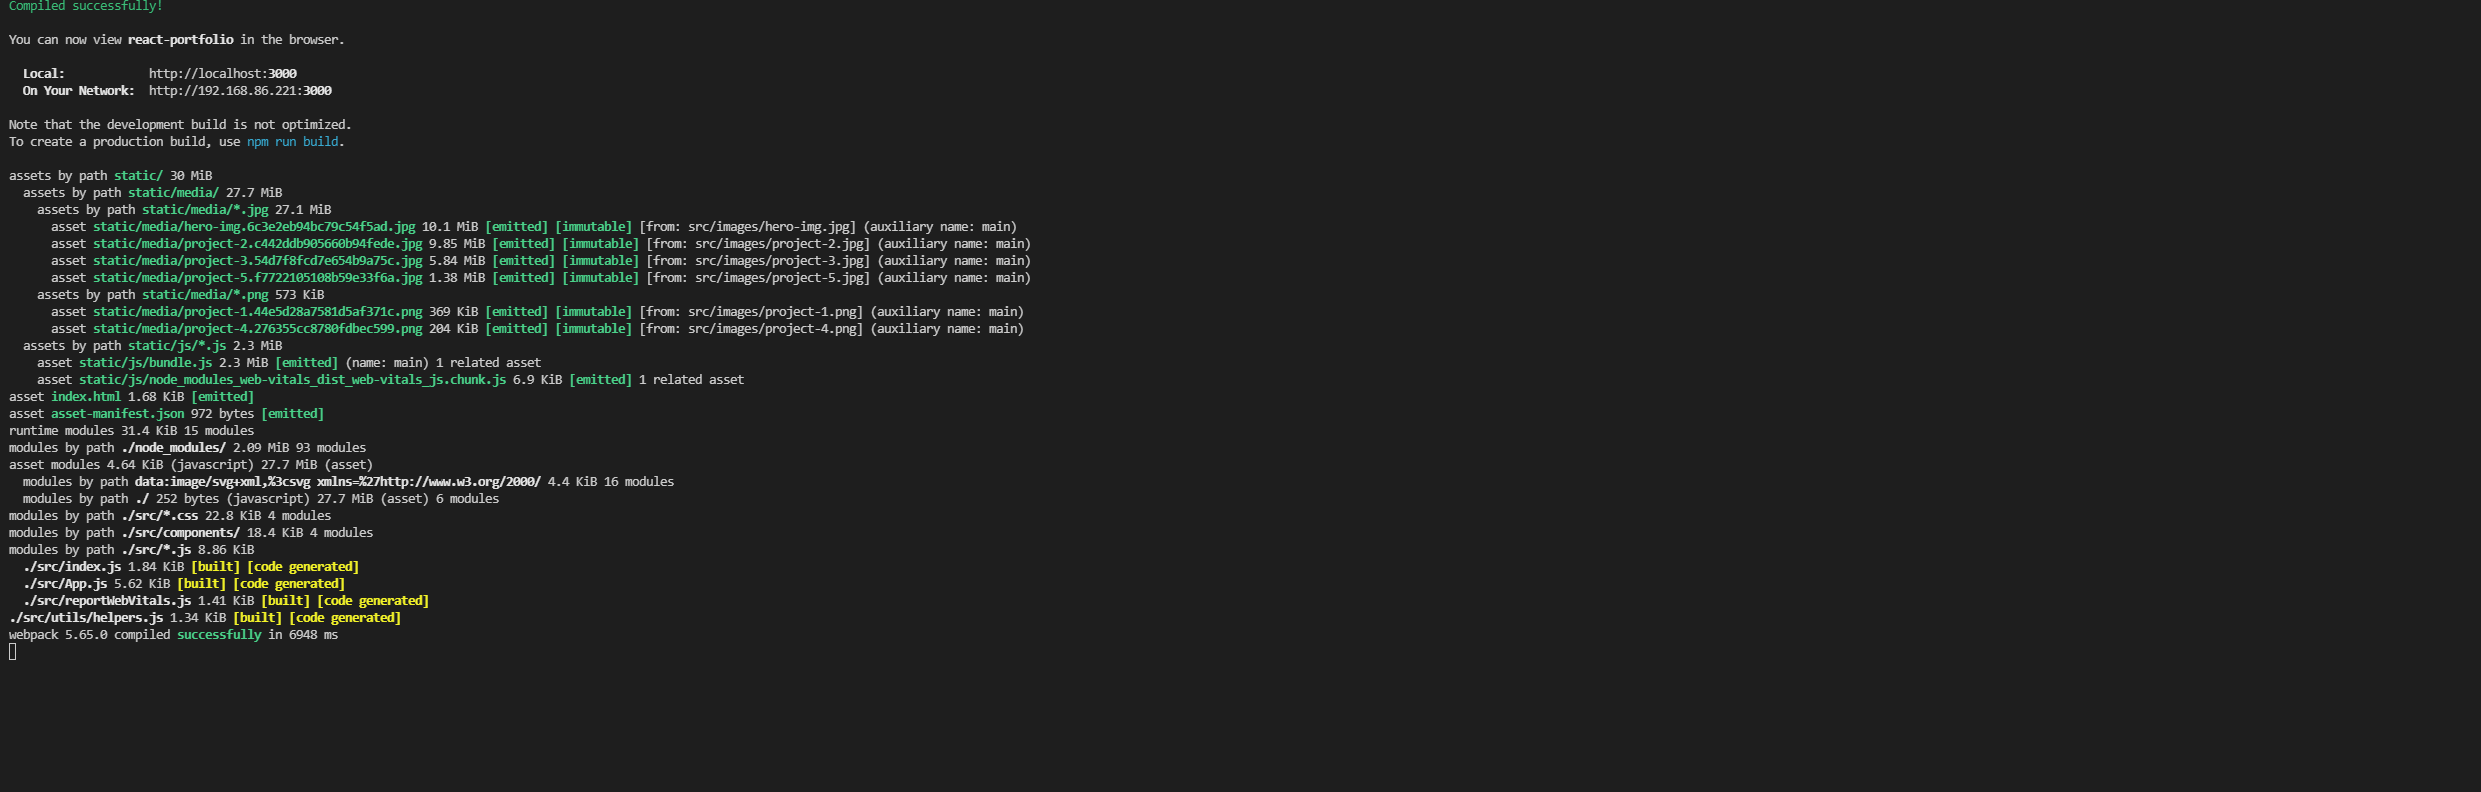 Compiled successfully!
You can now view react-portfolio in the browser.
Local: http://localhost:3000
On Your Network: http://192.168.86.221:3000
Note that the development build is not optimized.
To create a production build, use npm run build.
assets by path static/ 30 MiB
assets by path static/media/ 27.7 MiB
assets by path static/media/*.jpg 27.1 MiB
asset static/media/hero-img.6c3e2eb94bc79c54f5ad.jpg 10.1 MiB [emitted] [immutable] [from: src/images/hero-img.jpg] (auxiliary name: main)
asset static/media/project-2.c442ddb905660b94fede.jpg 9.85 MiB [emitted] [immutable] [from: src/images/project-2.jpg] (auxiliary name: main)
asset static/media/project-3.54d7f8fcd7e654b9a75c.jpg 5.84 MiB [emitted] [immutable] [from: src/images/project-3.jpg] (auxiliary name: main)
asset static/media/project-5.f7722105108b59e33f6a.jpg 1.38 MiB [emitted] [immutable] [from: src/images/project-5.jpg] (auxiliary name: main)
assets by path static/media/*.png 573 KiB
asset static/media/project-1.44e5d28a7581d5af371c.png 369 KiB [emitted] [immutable] [from: src/images/project-1.png] (auxiliary name: main)
asset static/media/project-4.276355cc8780fdbec599.png 204 KiB [emitted] [immutable] [from: src/images/project-4.png] (auxiliary name: main)
assets by path static/js/*.js 2.3 MiB
asset static/js/bundle.js 2.3 MiB [emitted] (name: main) 1 related asset
asset static/js/node_modules_web-vitals_dist_web-vitals_js.chunk.js 6.9 KiB [emitted] 1 related asset
asset index.html 1.68 KiB [emitted]
asset asset-manifest.json 972 bytes [emitted]
runtime modules 31.4 KiB 15 modules
modules by path ./node_modules/ 2.09 MiB 93 modules
asset modules 4.64 KiB (javascript) 27.7 MiB (asset)
modules by path data:image/svg+xml,%3csvg xmlns=%27http://www.w3.org/2000/ 4.4 KiB 16 modules
modules by path ./ 252 bytes (javascript) 27.7 MiB (asset) 6 modules
modules by path ./src/*.css 22.8 KiB 4 modules
modules by path ./src/components/ 18.4 KiB 4 modules
modules by path ./src/*.js 8.86 KiB
./src/index.js 1.84 KiB [built] [code generated]
./src/App.js 5.62 KiB [built] [code generated]
./src/reportWebVitals.js 1.41 KiB [built] [code generated]
./src/utils/helpers.js 1.34 KiB [built] [code generated]
webpack 5.65.0 compiled successfully in 6948 ms